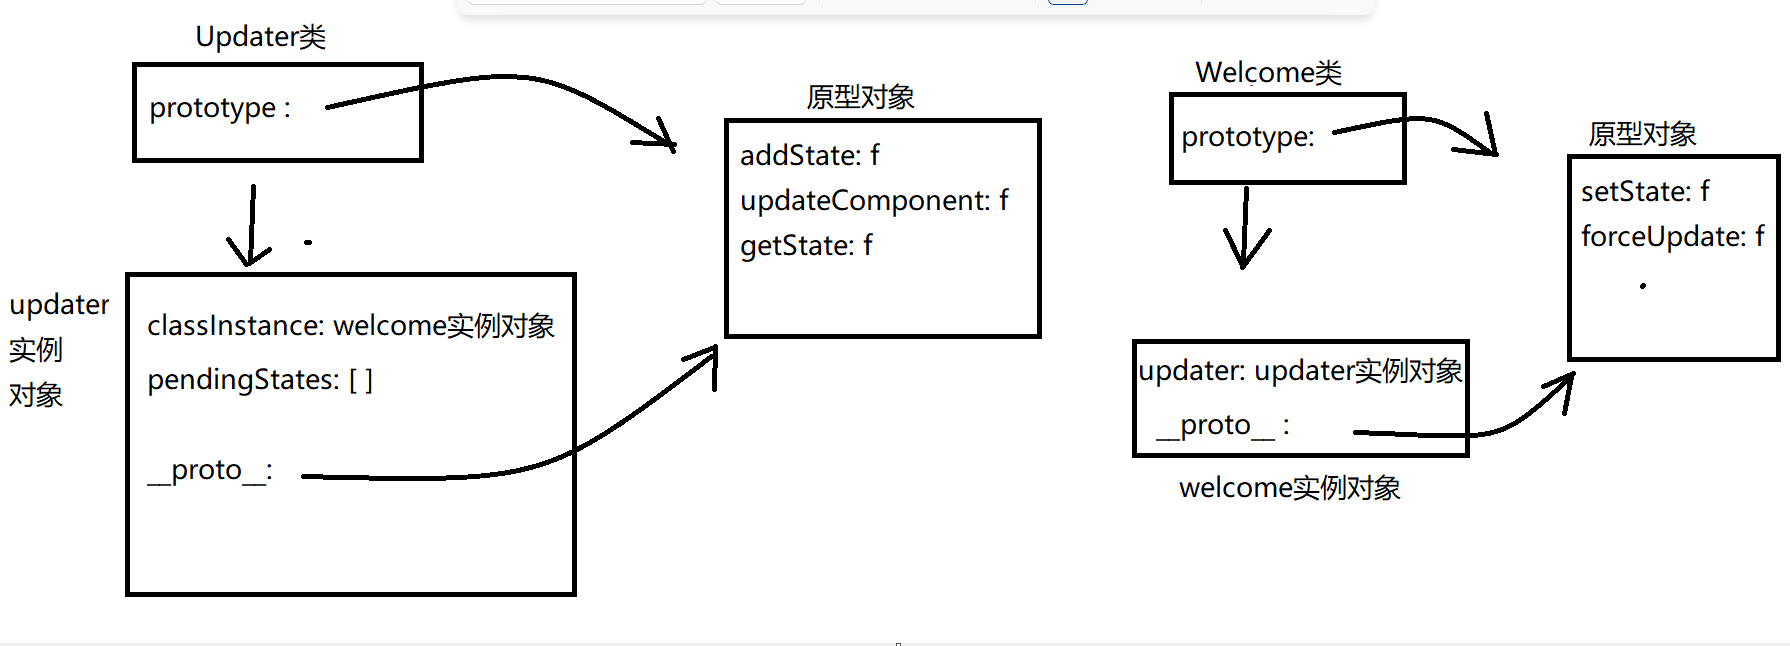 Updater类
prototype :
原型对象
addState: f
updateComponent: f
getState: f
updater
实例
对象
classInstance: welcome实例对象
pendingStates: [ ]
__proto__:
Welcome类
prototype:
原型对象
setState: f
forceUpdate: f
updater: updater实例对象
__proto__ :
welcome实例对象